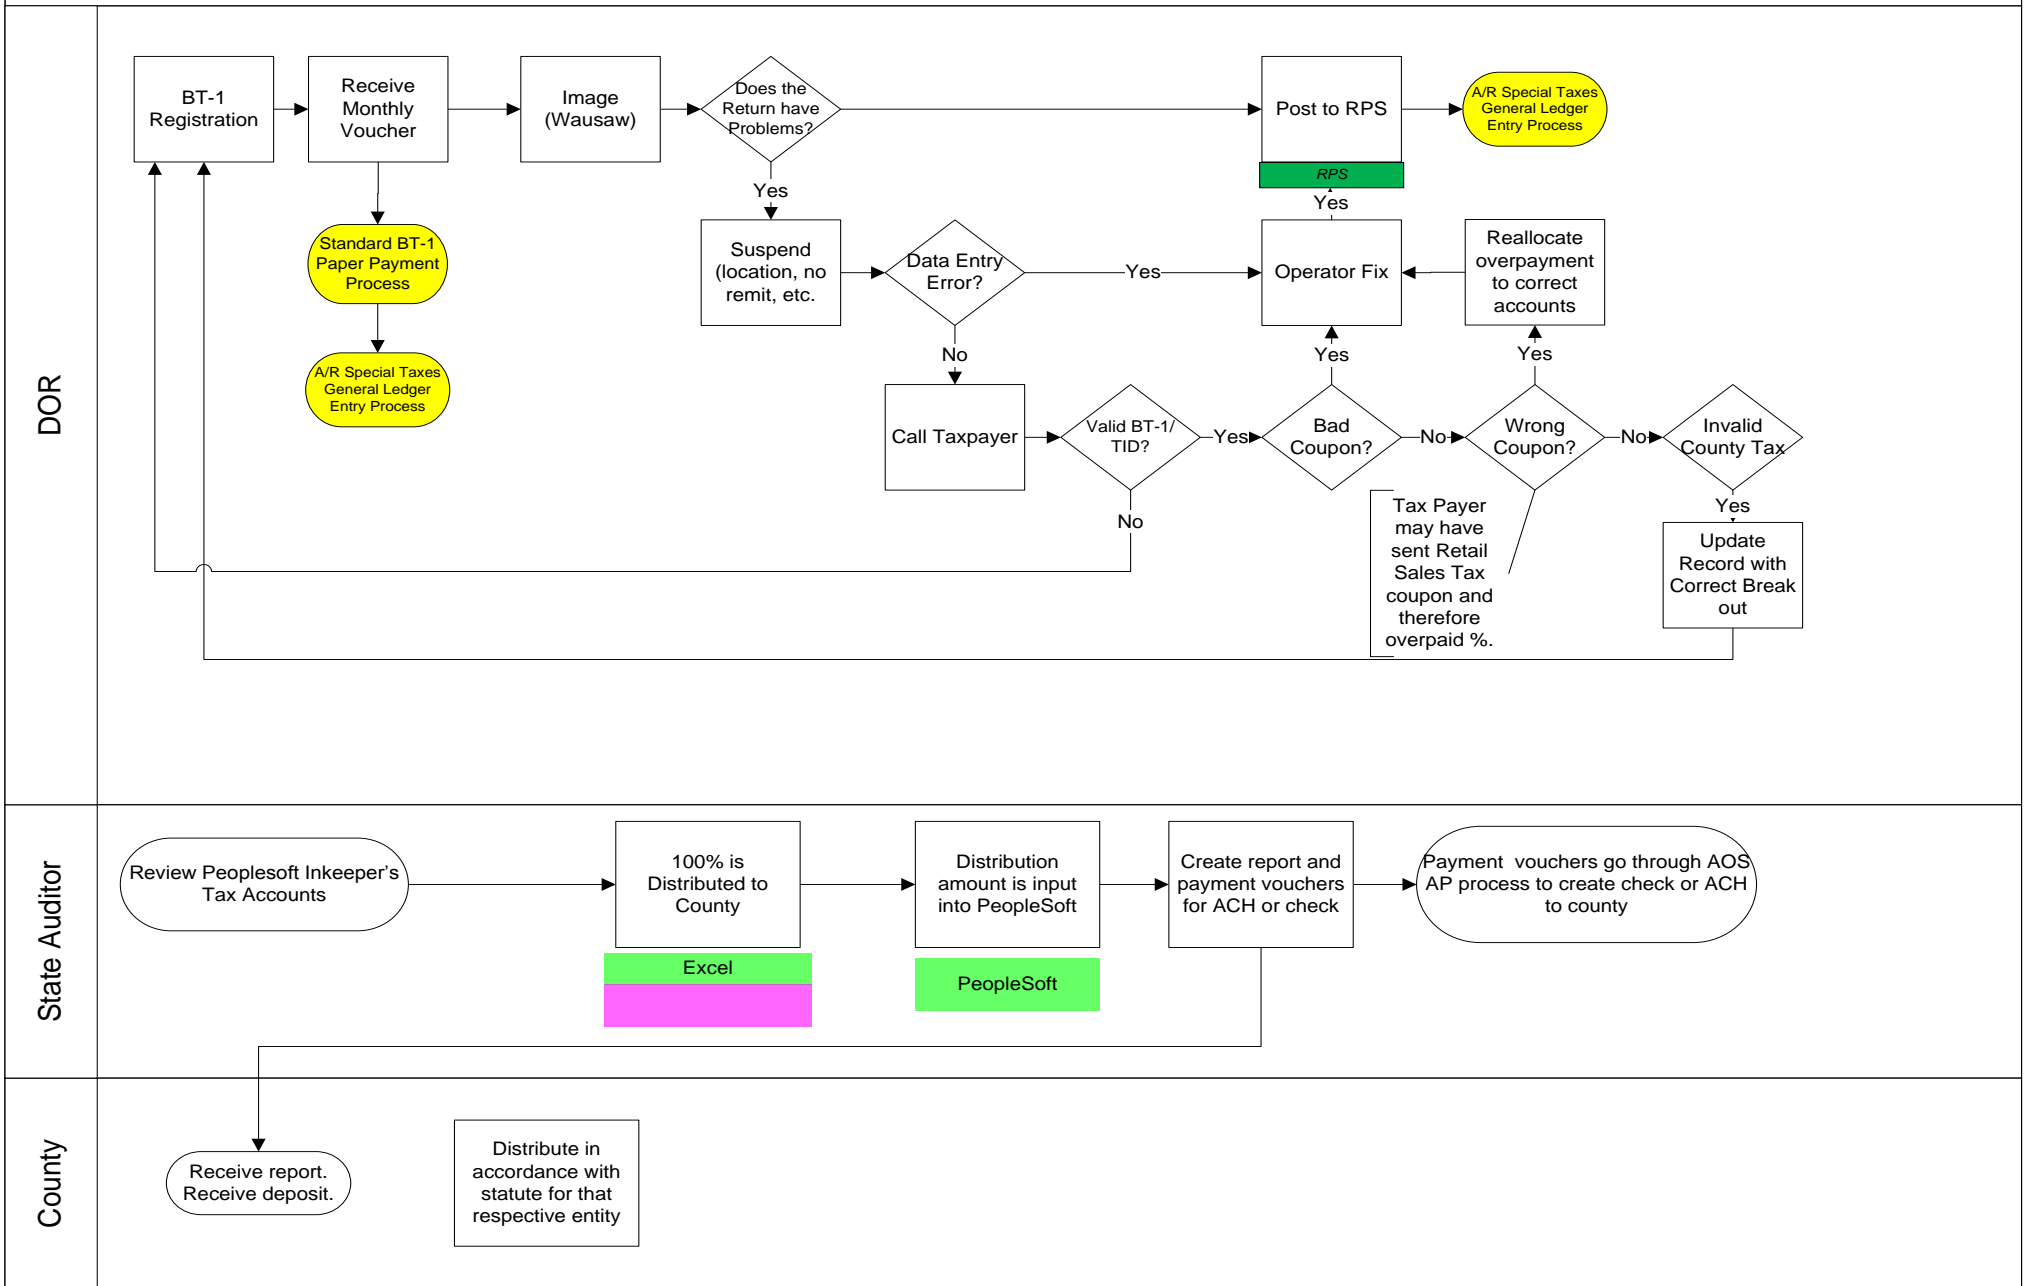 DOR
BT-1
Registration
Receive
Monthly
Voucher
Image
(Wausaw)
Does the
Return have
Problems?
Post to RPS
RPS
A/R Special Taxes
General Ledger
Entry Process
Yes
Yes
Standard BT-1
Paper Payment
Process
Suspend
(location, no
remit, etc.
Data Entry
Error?
Yes
Operator Fix
Reallocate
overpayment
to correct
accounts
A/R Special Taxes
General Ledger
Entry Process
No
Yes
Yes
Call Taxpayer
Valid BT-1/
TID?
Yes
Bad
Coupon?
No
Wrong
Coupon?
No
Invalid
County Tax
No
Tax Payer
may have
sent Retail
Sales Tax
coupon and
therefore
overpaid %.
Yes
Update
Record with
Correct Break
out
State Auditor
Review Peoplesoft Inkeeper's
Tax Accounts
100% is
Distributed to
County
Excel
Distribution
amount is input
into PeopleSoft
PeopleSoft
Create report and
payment vouchers
for ACH or check
Payment vouchers go through AOS
AP process to create check or ACH
to county
County
Receive report.
Receive deposit.
Distribute in
accordance with
statute for that
respective entity